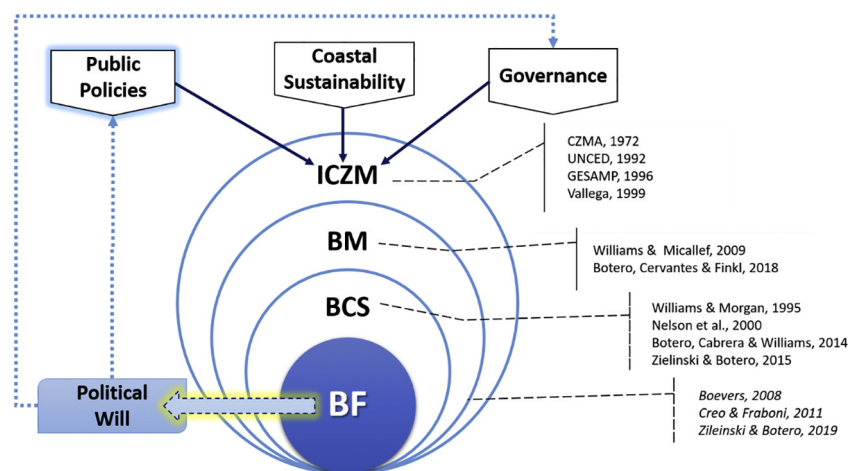 Public
Policies
Coastal
Sustainability
Governance
ICZM
CZMA, 1972
UNCED, 1992
GESAMP, 1996
Vallega, 1999
BM
Williams & Micallef, 2009
Botero, Cervantes & Finkl, 2018
BCS
Williams & Morgan, 1995
Nelson et al., 2000
Botero, Cabrera & Williams, 2014
Zielinski & Botero, 2015
Political
Will
BF
Boevers, 2008
Creo & Fraboni, 2011
Zileinski & Botero, 2019